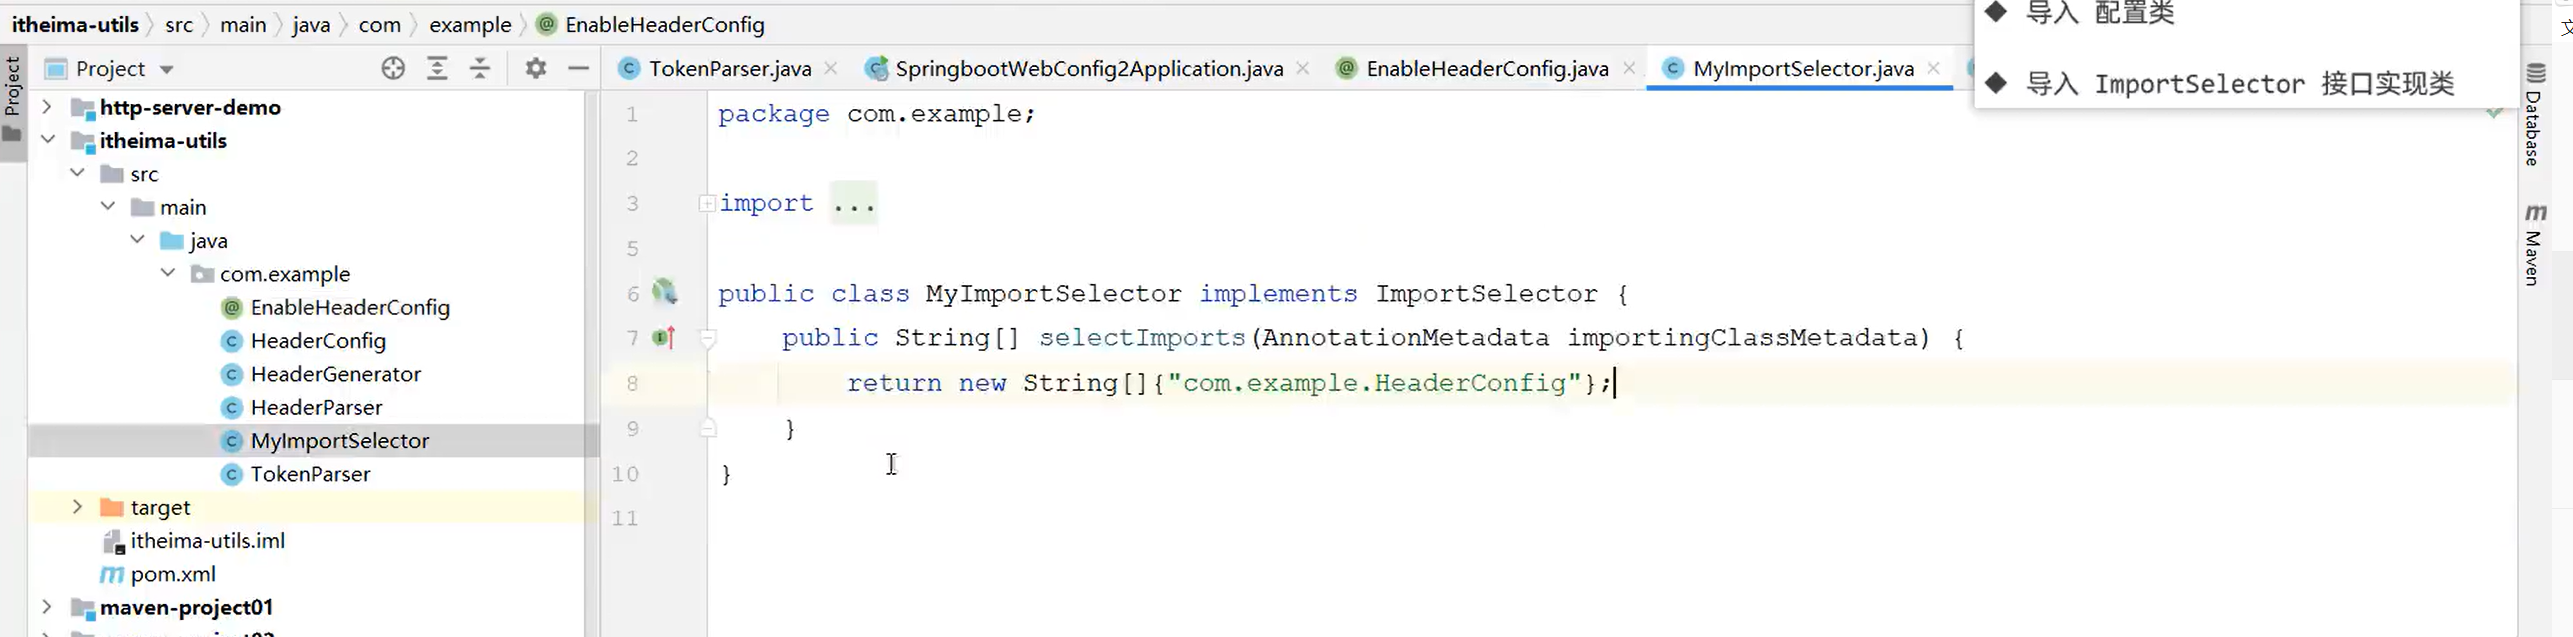 itheima-utils src main java com example EnableHeaderConfig
导入 配置类
导入 ImportSelector 接口实现类
文
Project
Project
TokenParser.java SpringbootWebConfig2Application.java EnableHeaderConfig.java MyImportSelector.java
http-server-demo
itheima-utils
src
main
java
com.example
EnableHeaderConfig
HeaderConfig
HeaderGenerator
HeaderParser
MyImportSelector
TokenParser
target
itheima-utils.iml
pom.xml
maven-project01
1 package com.example;
2
3 import ...
5
6 public class MyImportSelector implements ImportSelector {
7 public String[] selectImports(AnnotationMetadata importingClassMetadata) {
8 return new String[]{"com.example.HeaderConfig"};
9 }
10 }
11
Database
Maven